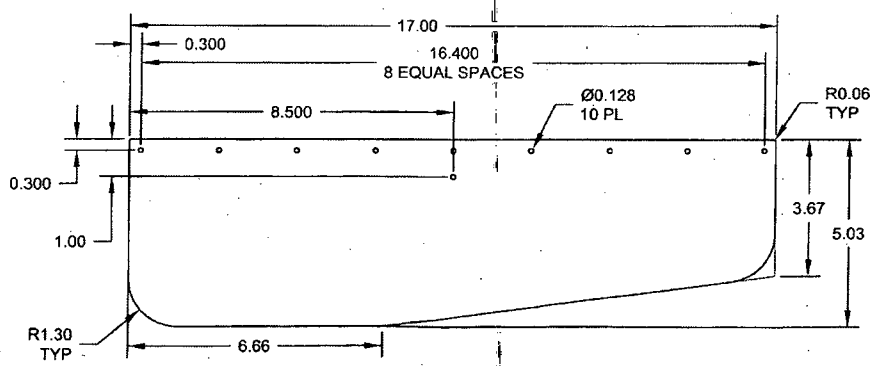 17.00
0.300
16.400
8 EQUAL SPACES
8.500
Ø0.128
10 PL
R0.06
TYP
0.300
1.00
3.67
5.03
R1.30
TYP
6.66